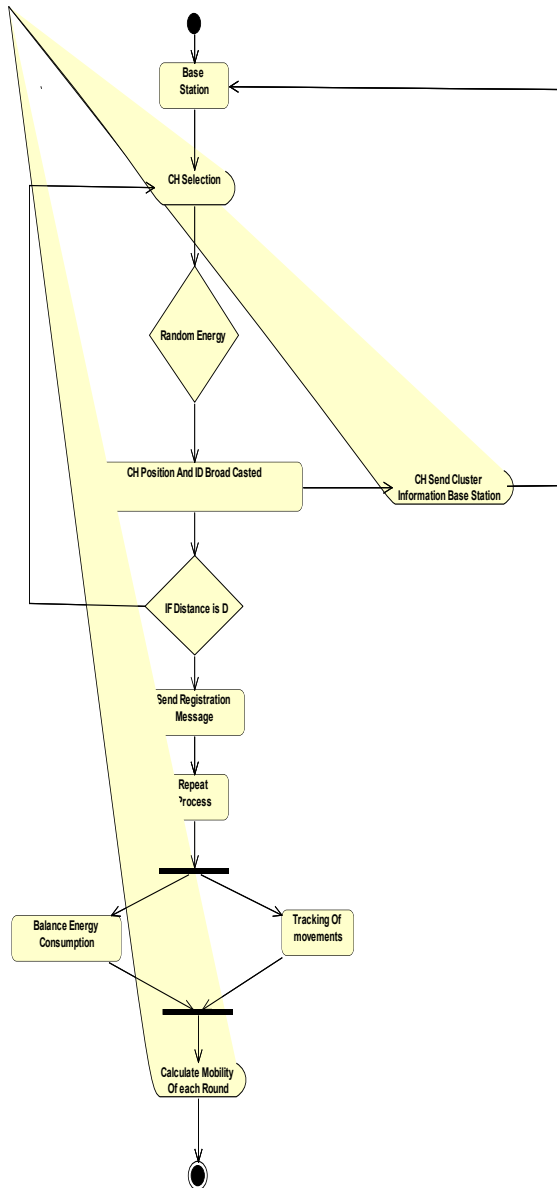 Base
Station
CH Selection
Random Energy
CH Position And ID Broad Casted
CH Send Cluster
Information Base Station
IF Distance is D
Send Registration
Message
Repeat
Process
Balance Energy
Consumption
Tracking Of
movements
Calculate Mobility
Of each Round